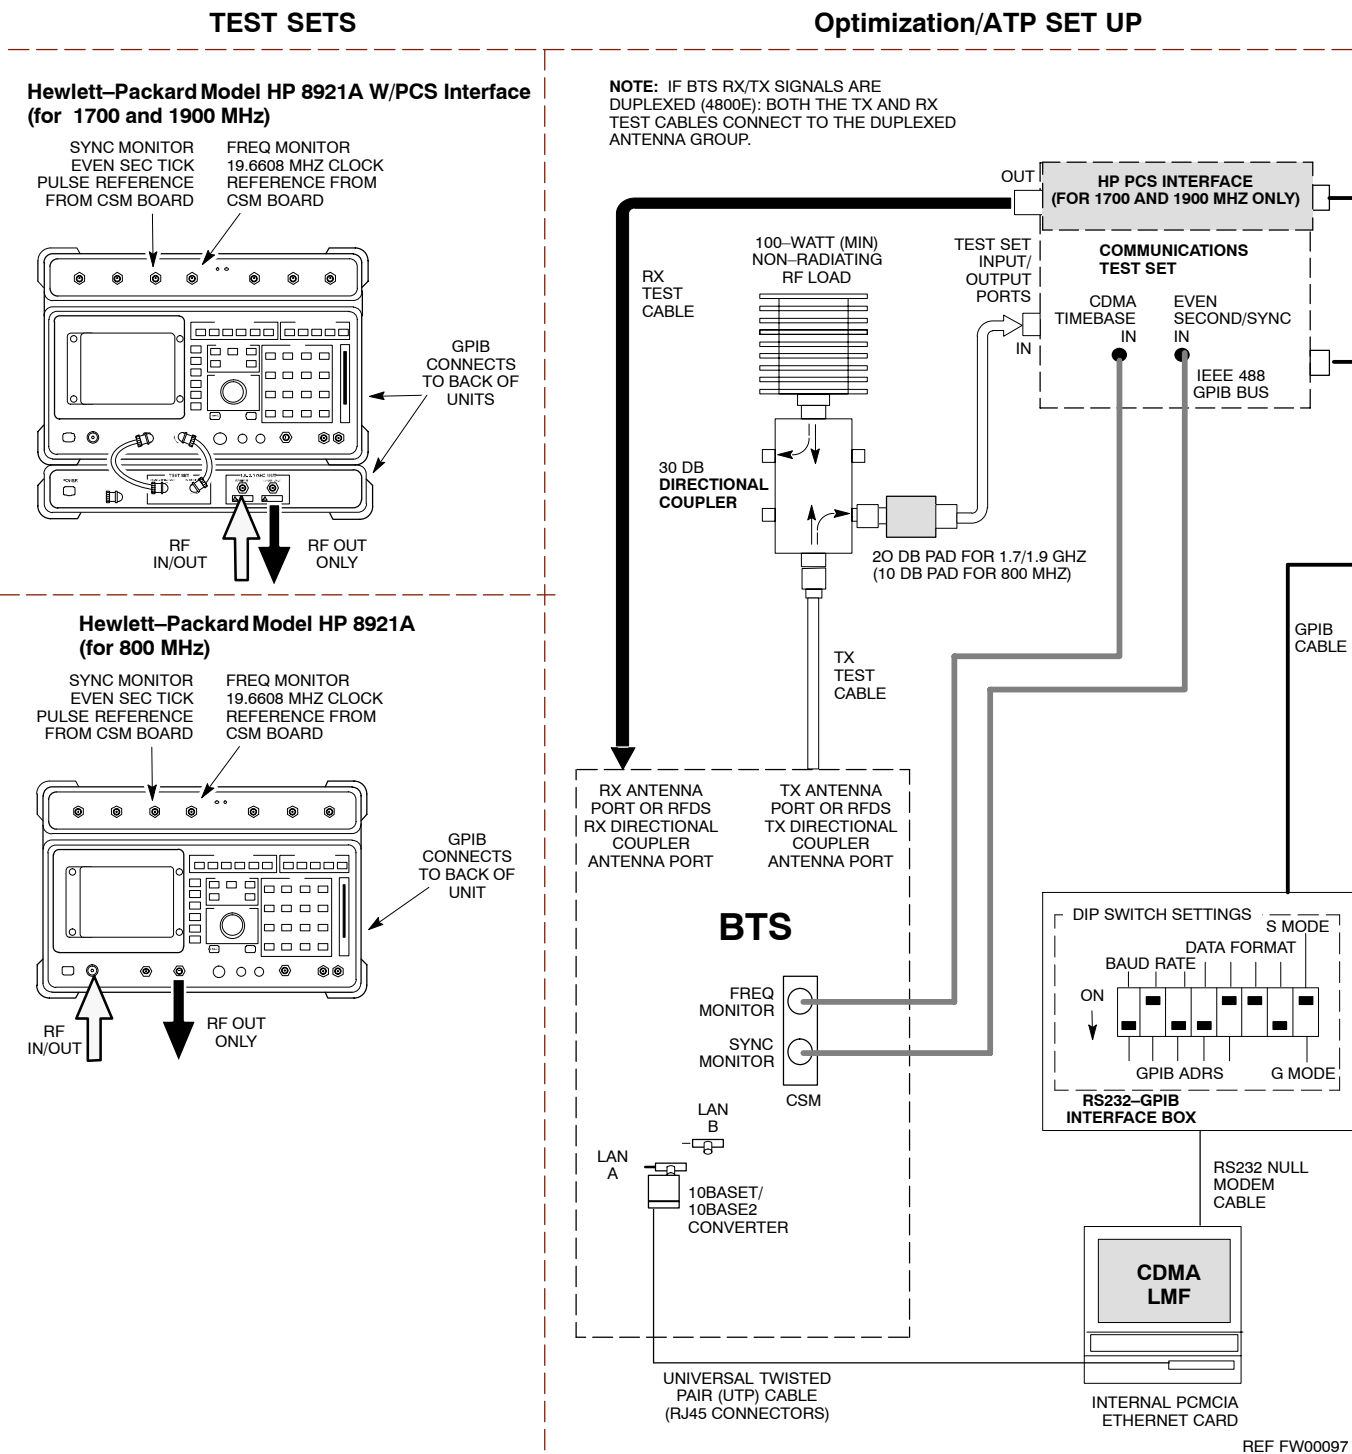 TEST SETS
Optimization/ATP SET UP
Hewlett–Packard Model HP 8921A W/PCS Interface
(for 1700 and 1900 MHz)
SYNC MONITOR
EVEN SEC TICK
PULSE REFERENCE
FROM CSM BOARD
FREQ MONITOR
19.6608 MHZ CLOCK
REFERENCE FROM
CSM BOARD
GPIB
CONNECTS
TO BACK OF
UNITS
RF
IN/OUT
RF OUT
ONLY
Hewlett–Packard Model HP 8921A
(for 800 MHz)
SYNC MONITOR
EVEN SEC TICK
PULSE REFERENCE
FROM CSM BOARD
FREQ MONITOR
19.6608 MHZ CLOCK
REFERENCE FROM
CSM BOARD
GPIB
CONNECTS
TO BACK OF
UNIT
RF
IN/OUT
RF OUT
ONLY
NOTE: IF BTS RX/TX SIGNALS ARE
DUPLEXED (4800E): BOTH THE TX AND RX
TEST CABLES CONNECT TO THE DUPLEXED
ANTENNA GROUP.
OUT
HP PCS INTERFACE
(FOR 1700 AND 1900 MHZ ONLY)
RX
TEST
CABLE
100–WATT (MIN)
NON–RADIATING
RF LOAD
TEST SET
INPUT/
OUTPUT
PORTS
IN
COMMUNICATIONS
TEST SET
CDMA
TIMEBASE
IN
EVEN
SECOND/SYNC
IN
IEEE 488
GPIB BUS
30 DB
DIRECTIONAL
COUPLER
2O DB PAD FOR 1.7/1.9 GHZ
(10 DB PAD FOR 800 MHZ)
GPIB
CABLE
TX
TEST
CABLE
RX ANTENNA
PORT OR RFDS
RX DIRECTIONAL
COUPLER
ANTENNA PORT
TX ANTENNA
PORT OR RFDS
TX DIRECTIONAL
COUPLER
ANTENNA PORT
BTS
FREQ
MONITOR
SYNC
MONITOR
CSM
LAN
B
LAN
A
10BASET/
10BASE2
CONVERTER
DIP SWITCH SETTINGS
S MODE
DATA FORMAT
BAUD RATE
ON
GPIB ADRS
G MODE
RS232–GPIB
INTERFACE BOX
RS232 NULL
MODEM
CABLE
CDMA
LMF
UNIVERSAL TWISTED
PAIR (UTP) CABLE
(RJ45 CONNECTORS)
INTERNAL PCMCIA
ETHERNET CARD
REF FW00097